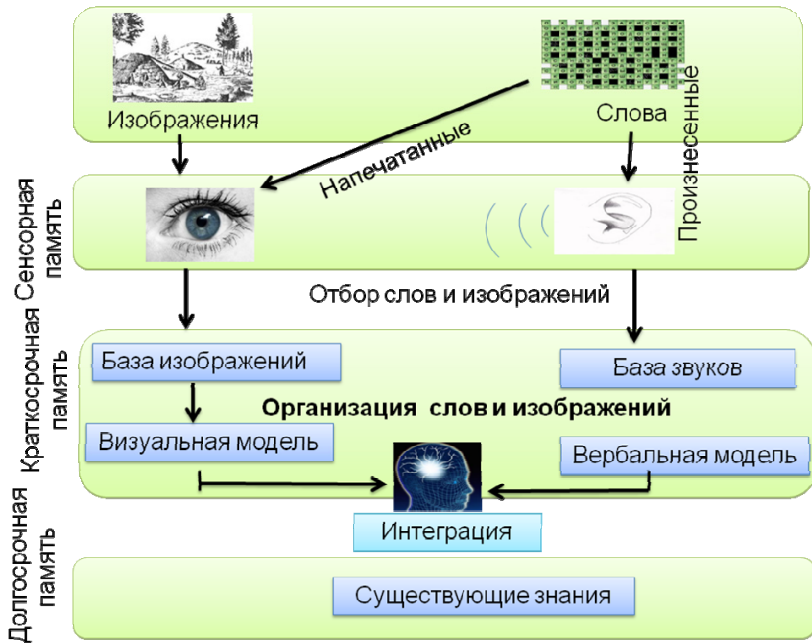 Изображения
Слова
Напечатанные
Произнесенные
Сенсорная
память
Отбор слов и изображений
Краткосрочная
память
База изображений
База звуков
Организация слов и изображений
Визуальная модель
Вербальная модель
Интеграция
Долгосрочная
память
Существующие знания